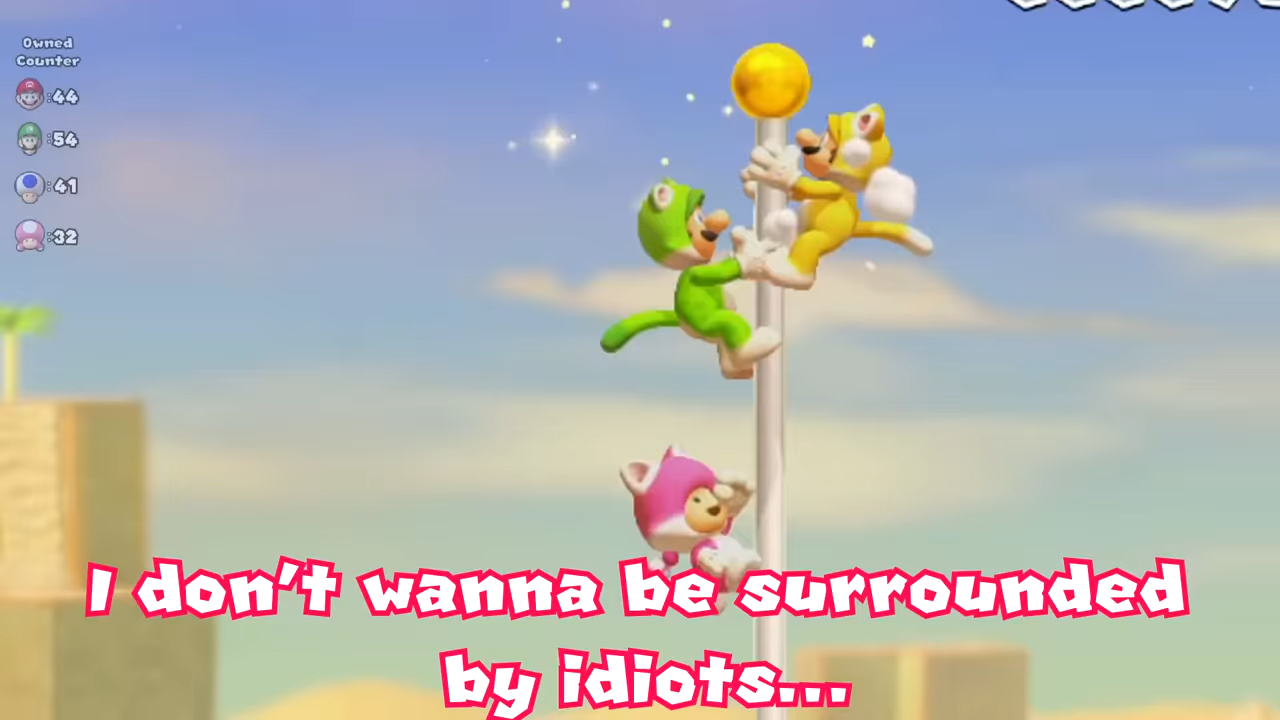 Owned
Counter
:44
:54
:41
:32
I don't wanna be surrounded
by idiots...